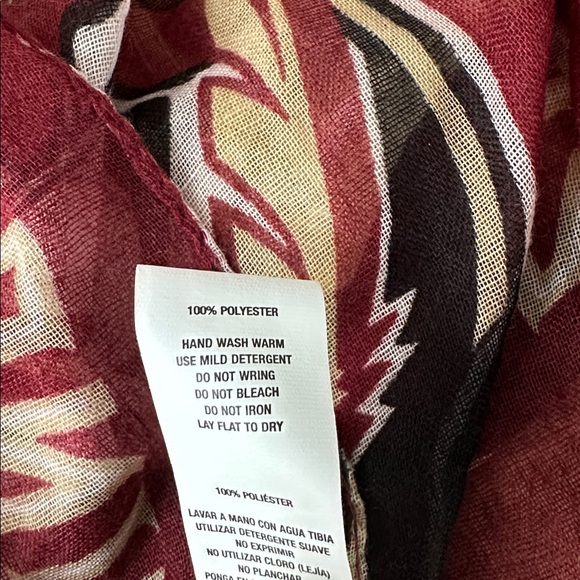 100% POLYESTER
HAND WASH WARM
USE MILD DETERGENT
DO NOT WRING
DO NOT BLEACH
DO NOT IRON
LAY FLAT TO DRY
100% POLIÉSTER
LAVAR A MANO CON AGUA TIBIA
UTILIZAR DETERGENTE SUAVE
NO EXPRIMIR
NO UTILIZAR CLORO (LEJÍA)
NO PLANCHAR
PONGA EN